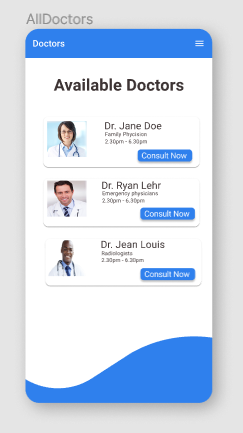 AllDoctors
Doctors
Available Doctors
Dr. Jane Doe
Family Phycision
2.30pm - 6.30pm
Consult Now
Dr. Ryan Lehr
Emergency physicians
2.30pm - 6.30pm
Consult Now
Dr. Jean Louis
Radiologists
2.30pm - 6.30pm
Consult Now